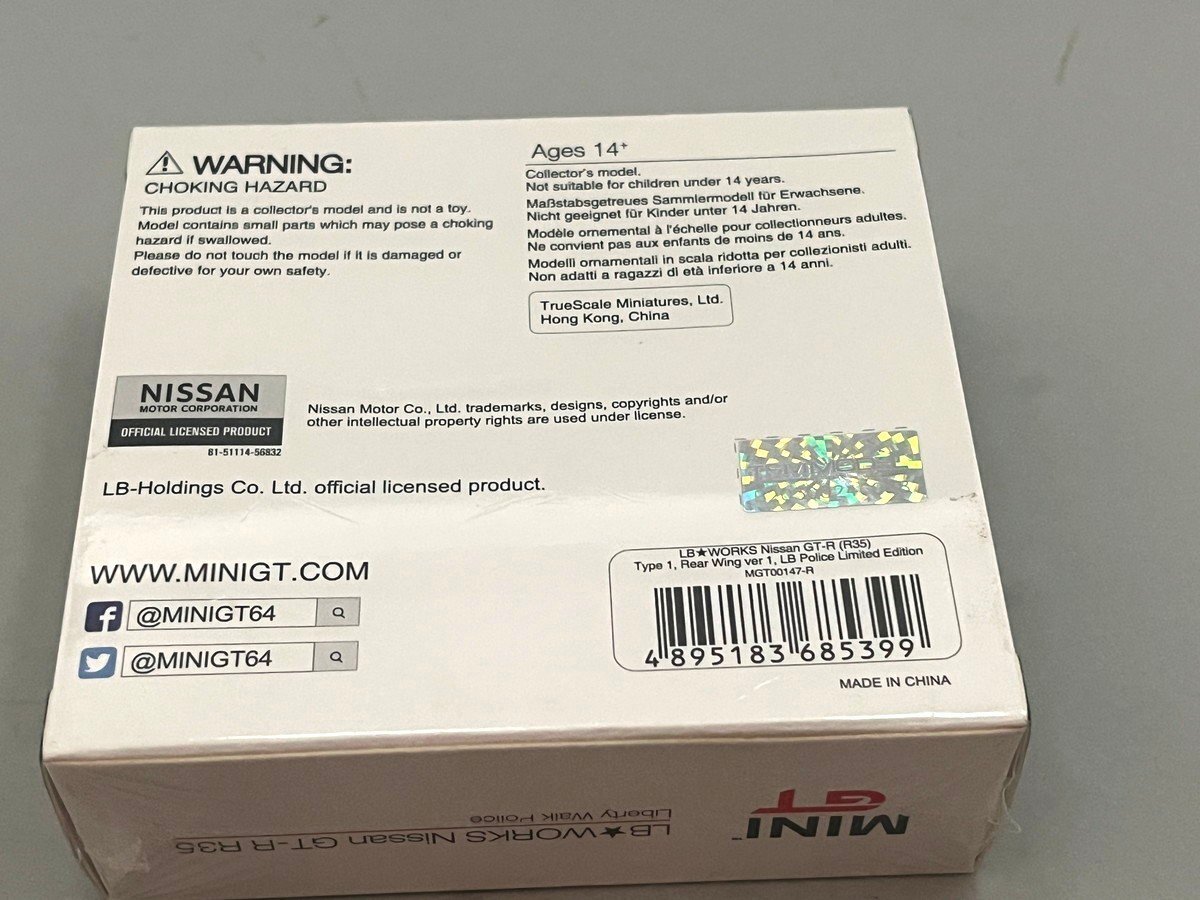 WARNING:
CHOKING HAZARD
This product is a collector's model and is not a toy.
Model contains small parts which may pose a choking
hazard if swallowed.
Please do not touch the model if it is damaged or
defective for your own safety.
Ages 14+
Collector's model.
Not suitable for children under 14 years.
Maßstabsgetreues Sammlermodell für Erwachsene.
Nicht geeignet für Kinder unter 14 Jahren.
Modèle ornemental à l'échelle pour collectionneurs adultes.
Ne convient pas aux enfants de moins de 14 ans.
Modelli ornamentali in scala ridotta per collezionisti adulti.
Non adatti a ragazzi di età inferiore a 14 anni.
TrueScale Miniatures, Ltd.
Hong Kong, China
NISSAN
MOTOR CORPORATION
OFFICIAL LICENSED PRODUCT
81-51114-56832
Nissan Motor Co., Ltd. trademarks, designs, copyrights and/or
other intellectual property rights are used under license.
LB-Holdings Co. Ltd. official licensed product.
WWW.MINIGT.COM
@MINIGT64
@MINIGT64
LB★WORKS Nissan GT-R (R35)
Type 1, Rear Wing ver 1, LB Police Limited Edition
MGT00147-R
4 895183 685399
MADE IN CHINA
MINI
GT
™
LB★WORKS Nissan GT-R R35
Liberty Walk Police